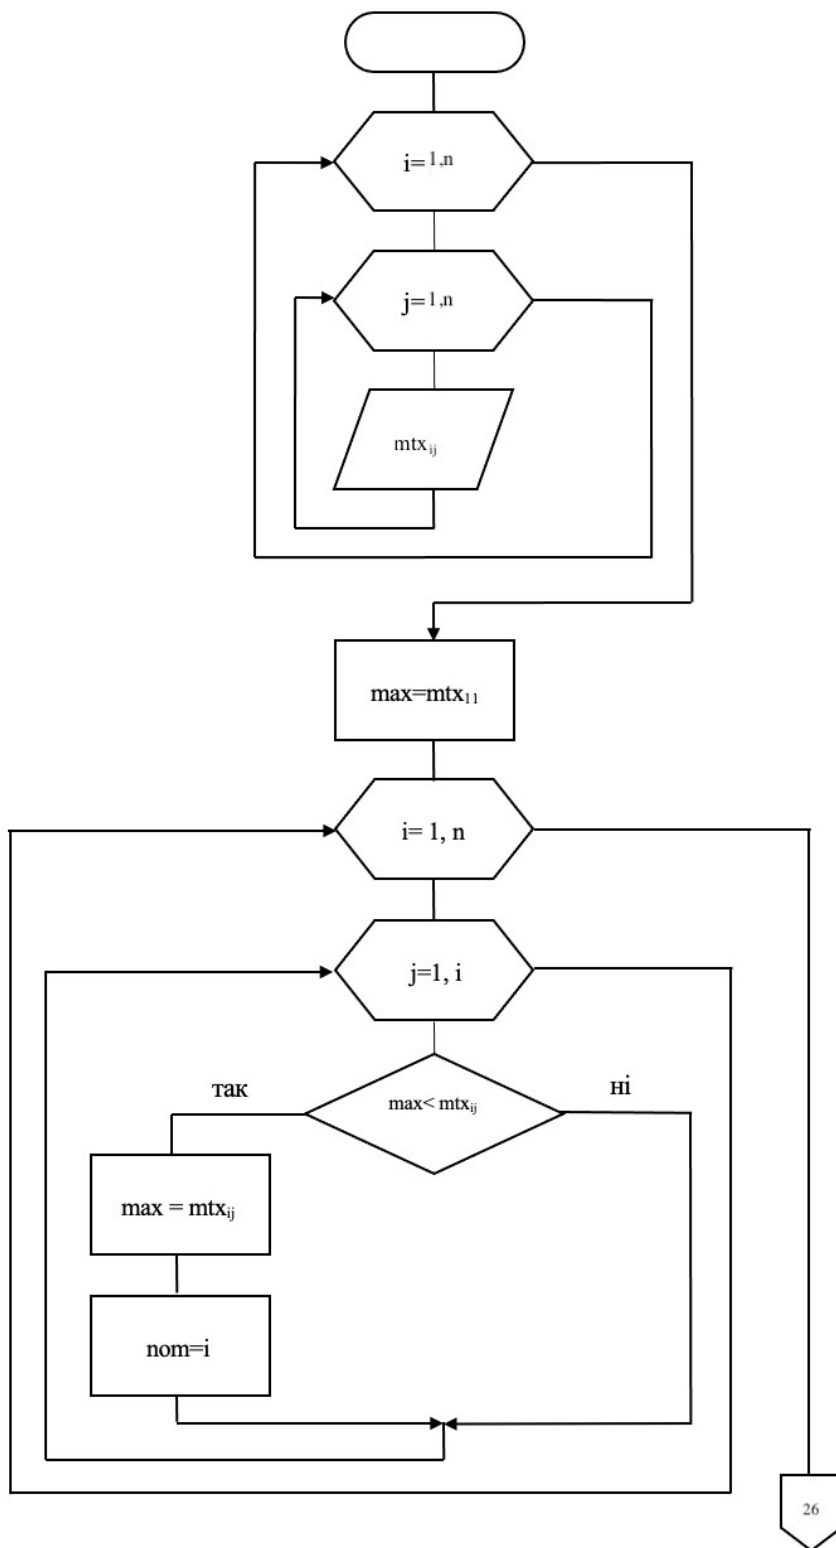 i= 1,n
j= 1,n
mtxij
max=mtx11
i= 1, n
j=1, i
так
max< mtxij
ні
max = mtxij
nom=i
26